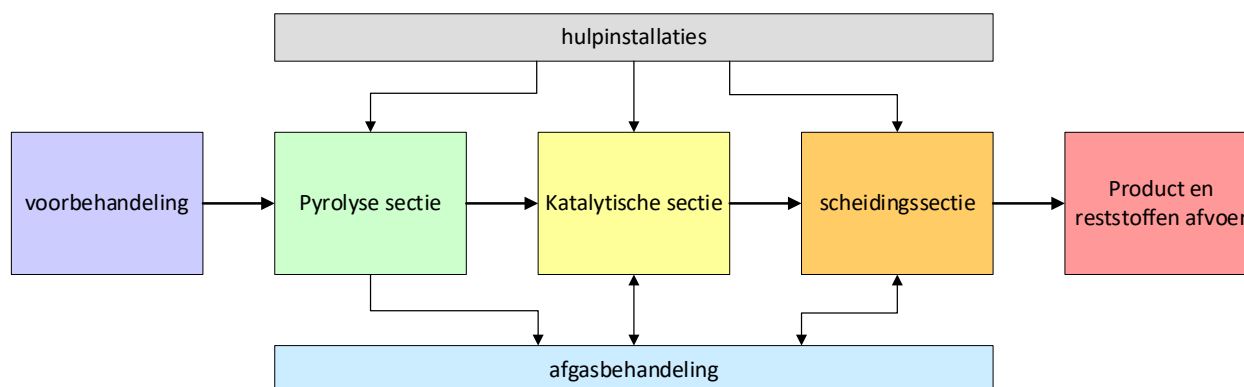 hulpinstallaties
voorbehandeling
Pyrolyse sectie
Katalytische sectie
scheidingssectie
Product en
reststoffen afvoer
afgasbehandeling